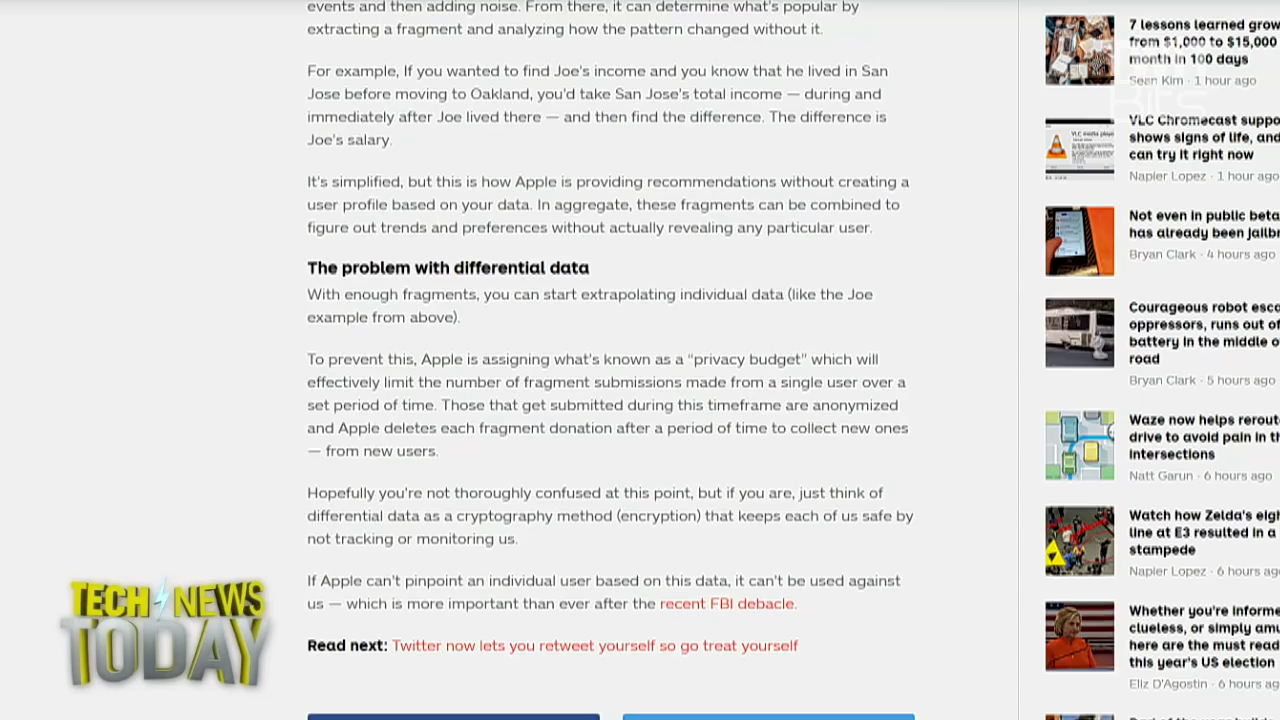 events and then adding noise. From there, it can determine what's popular by
extracting a fragment and analyzing how the pattern changed without it.
For example, If you wanted to find Joe's income and you know that he lived in San
Jose before moving to Oakland, you'd take San Jose's total income — during and
immediately after Joe lived there — and then find the difference. The difference is
Joe's salary.
It's simplified, but this is how Apple is providing recommendations without creating a
user profile based on your data. In aggregate, these fragments can be combined to
figure out trends and preferences without actually revealing any particular user.
The problem with differential data
With enough fragments, you can start extrapolating individual data (like the Joe
example from above).
To prevent this, Apple is assigning what's known as a “privacy budget” which will
effectively limit the number of fragment submissions made from a single user over a
set period of time. Those that get submitted during this timeframe are anonymized
and Apple deletes each fragment donation after a period of time to collect new ones
— from new users.
Hopefully you're not thoroughly confused at this point, but if you are, just think of
differential data as a cryptography method (encryption) that keeps each of us safe by
not tracking or monitoring us.
If Apple can't pinpoint an individual user based on this data, it can't be used against
us — which is more important than ever after the recent FBI debacle.
Read next: Twitter now lets you retweet yourself so go treat yourself
TECH NEWS
TODAY
7 lessons learned grow
from $1,000 to $15,000
month in 100 days
Sean Kim · 1 hour ago
VLC Chromecast suppo
shows signs of life, and
can try it right now
Napier Lopez · 1 hour ago
Not even in public beta
has already been jailbr
Bryan Clark · 4 hours ago
Courageous robot esca
oppressors, runs out of
battery in the middle o
road
Bryan Clark · 5 hours ago
Waze now helps rerout
drive to avoid pain in th
intersections
Natt Garun · 6 hours ago
Watch how Zelda's eigh
line at E3 resulted in a
stampede
Napier Lopez · 6 hours ag
Whether you're informe
clueless, or simply amu
here are the must read
this year's US election
Eliz D'Agostin · 6 hours ag